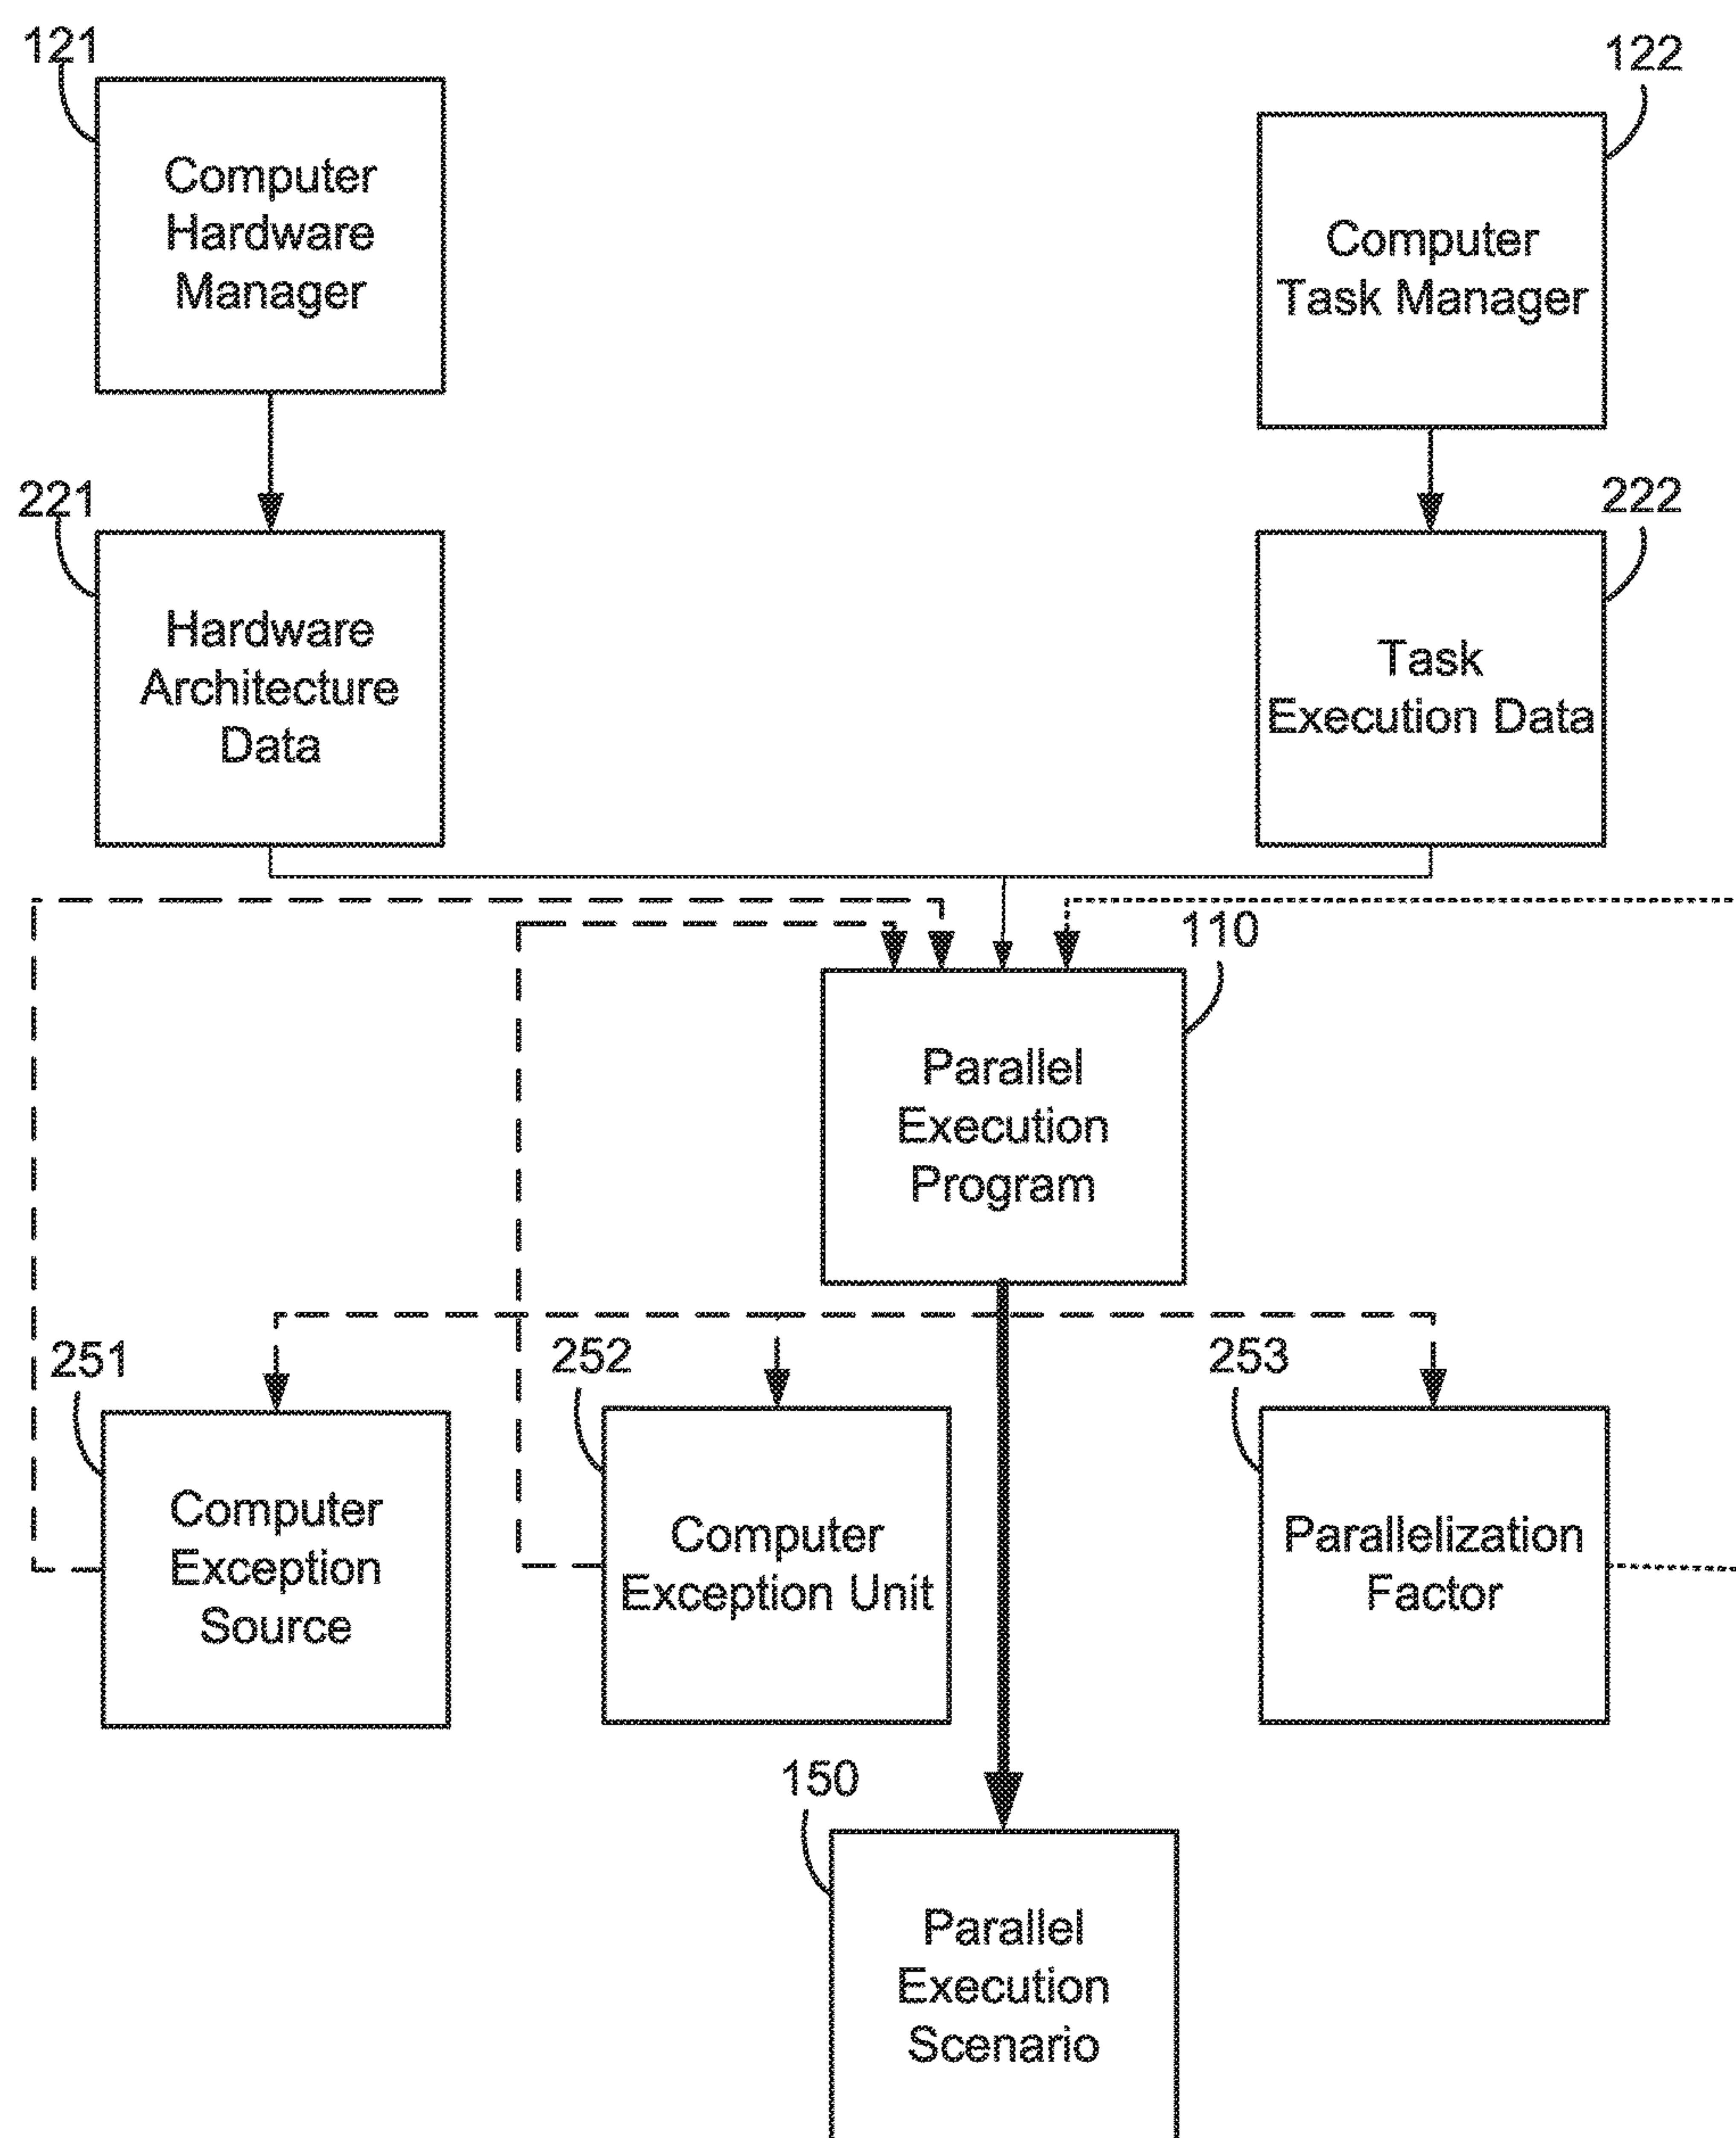 121
Computer
Hardware
Manager
122
Computer
Task Manager
221
Hardware
Architecture
Data
222
Task
Execution Data
110
Parallel
Execution
Program
251
Computer
Exception
Source
252
Computer
Exception Unit
253
Parallelization
Factor
150
Parallel
Execution
Scenario